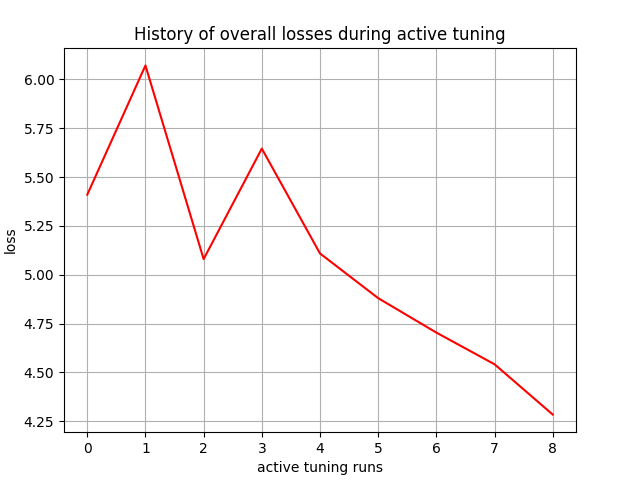 History of overall losses during active tuning
6.00
5.75
5.50
5.25
5.00
4.75
4.50
4.25
loss
0 1 2 3 4 5 6 7 8
active tuning runs